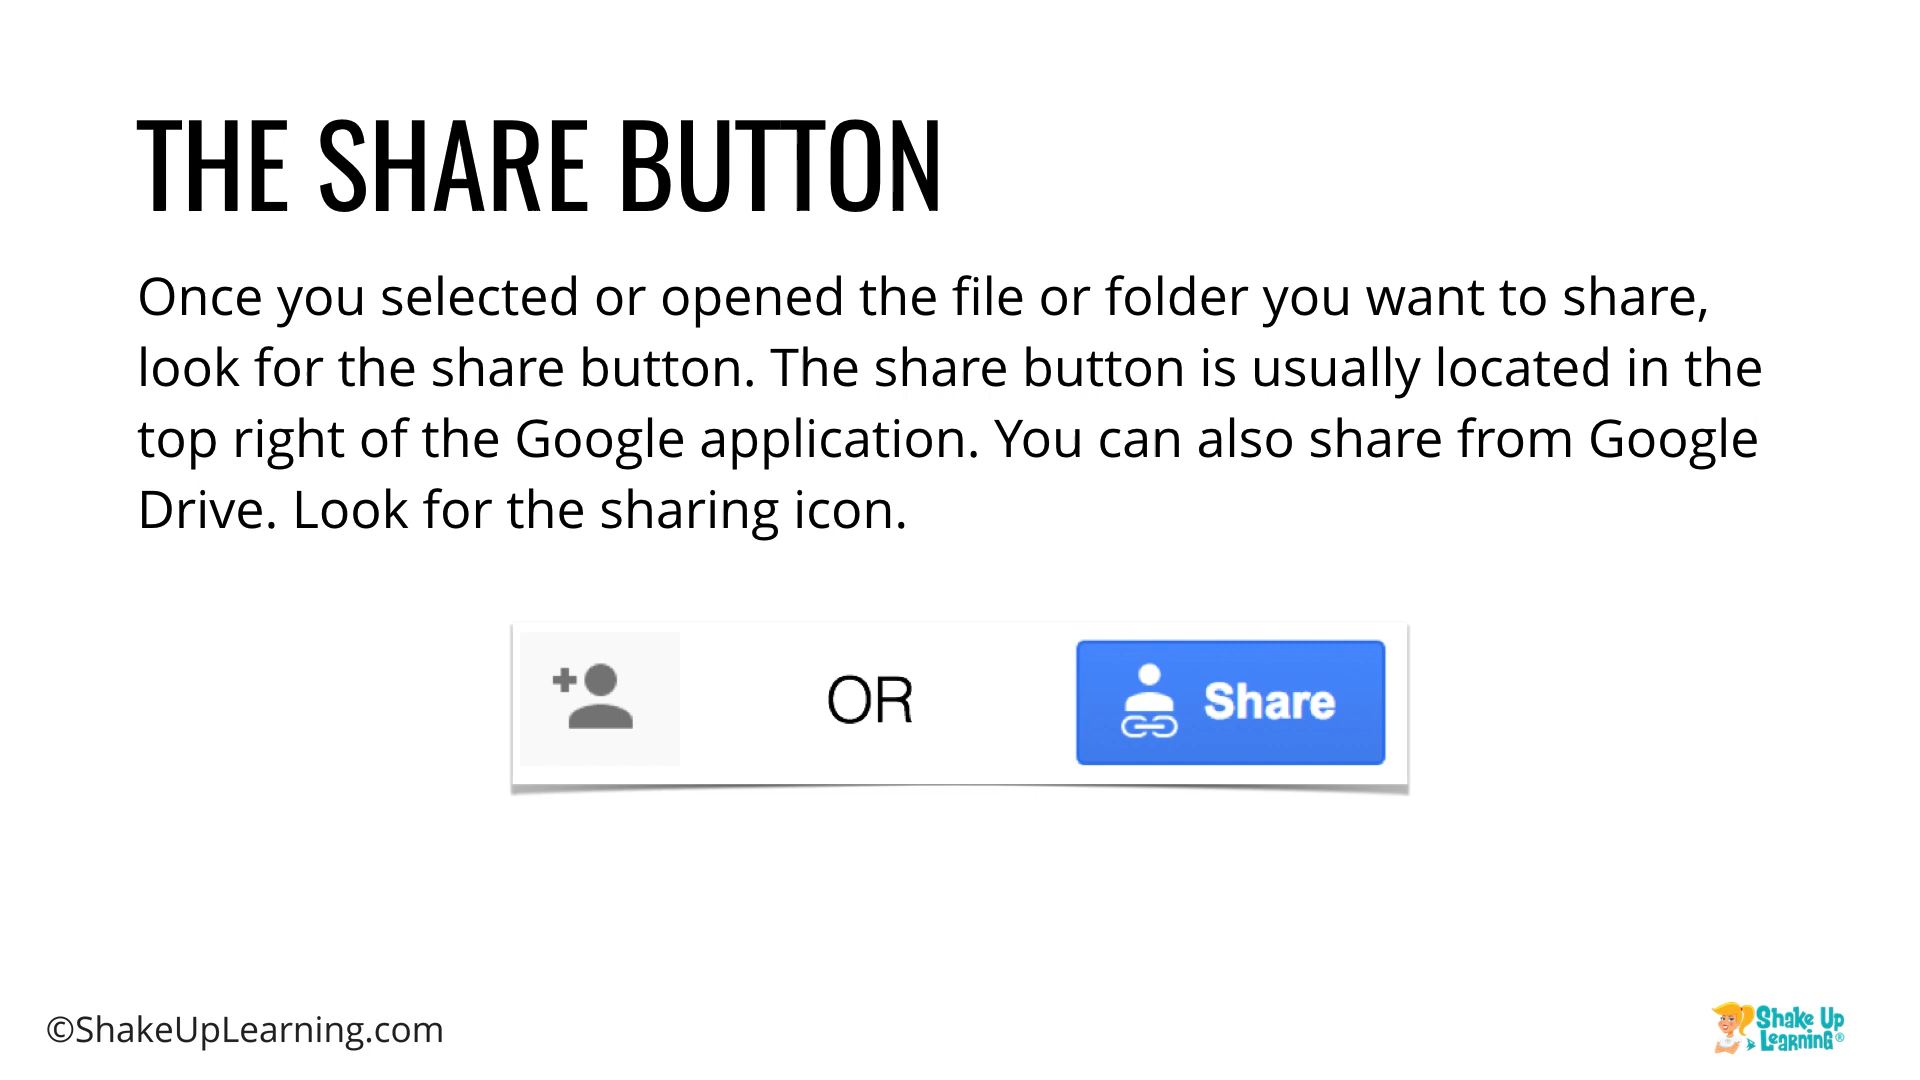 THE SHARE BUTTON
Once you selected or opened the file or folder you want to share,
look for the share button. The share button is usually located in the
top right of the Google application. You can also share from Google
Drive. Look for the sharing icon.
OR
Share
©ShakeUpLearning.com
Shake Up
Learning®